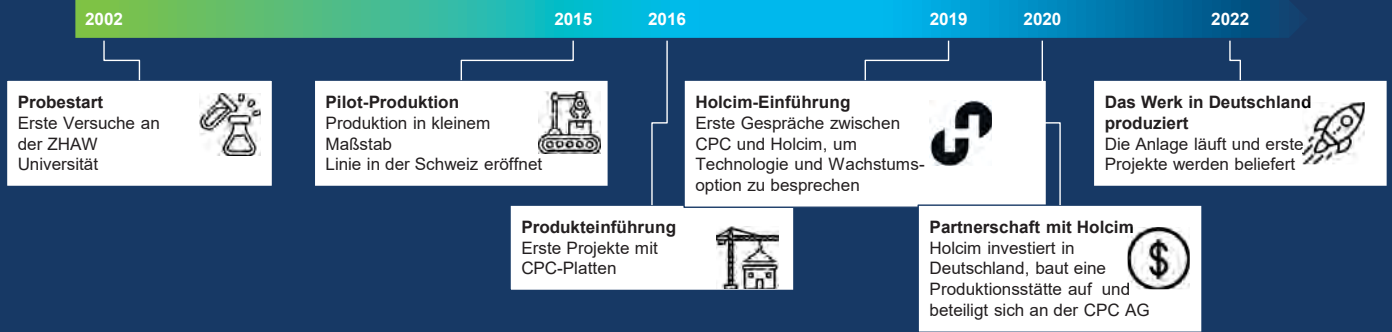 2002
2015
2016
2019
2020
2022
Probestart
Erste Versuche an
der ZHAW
Universität
Pilot-Produktion
Produktion in kleinem
Maßstab
Linie in der Schweiz eröffnet
Produkteinführung
Erste Projekte mit
CPC-Platten
Holcim-Einführung
Erste Gespräche zwischen
CPC und Holcim, um
Technologie und Wachstums-
option zu besprechen
Partnerschaft mit Holcim
Holcim investiert in
Deutschland, baut eine
Produktionsstätte auf und
beteiligt sich an der CPC AG
Das Werk in Deutschland
produziert
Die Anlage läuft und erste
Projekte werden beliefert